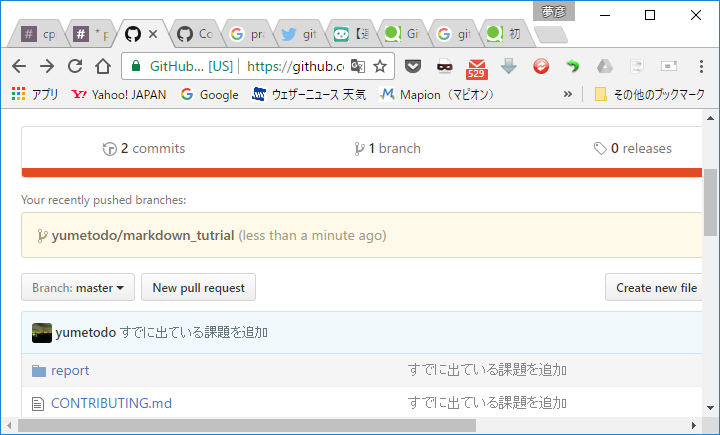 夢彦
cp
* p
Co
pra
git
【週
Git
git
初
GitHub... [US]
https://github.co
529
アプリ
Yahoo! JAPAN
Google
ウェザーニュース 天気
Mapion（マピオン）
»
その他のブックマーク
2 commits
1 branch
0 releases
Your recently pushed branches:
yumetodo/markdown_tutrial (less than a minute ago)
Branch: master
New pull request
Create new file
yumetodo すでに出ている課題を追加
report
すでに出ている課題を追加
CONTRIBUTING.md
すでに出ている課題を追加